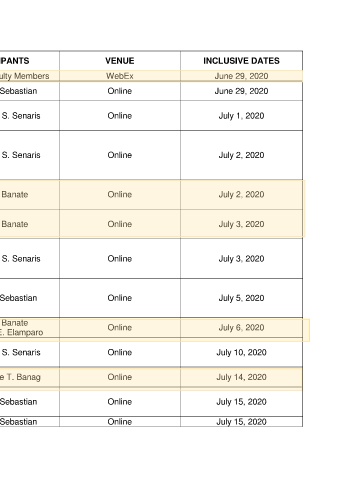 IPANTS VENUE INCLUSIVE DATES
ulty Members WebEx June 29, 2020
Sebastian Online June 29, 2020
S. Senaris Online July 1, 2020
S. Senaris Online July 2, 2020
Banate Online July 2, 2020
Banate Online July 3, 2020
S. Senaris Online July 3, 2020
Sebastian Online July 5, 2020
Banate
E. Elamparo Online July 6, 2020
S. Senaris Online July 10, 2020
e T. Banag Online July 14, 2020
Sebastian Online July 15, 2020
Sebastian Online July 15, 2020